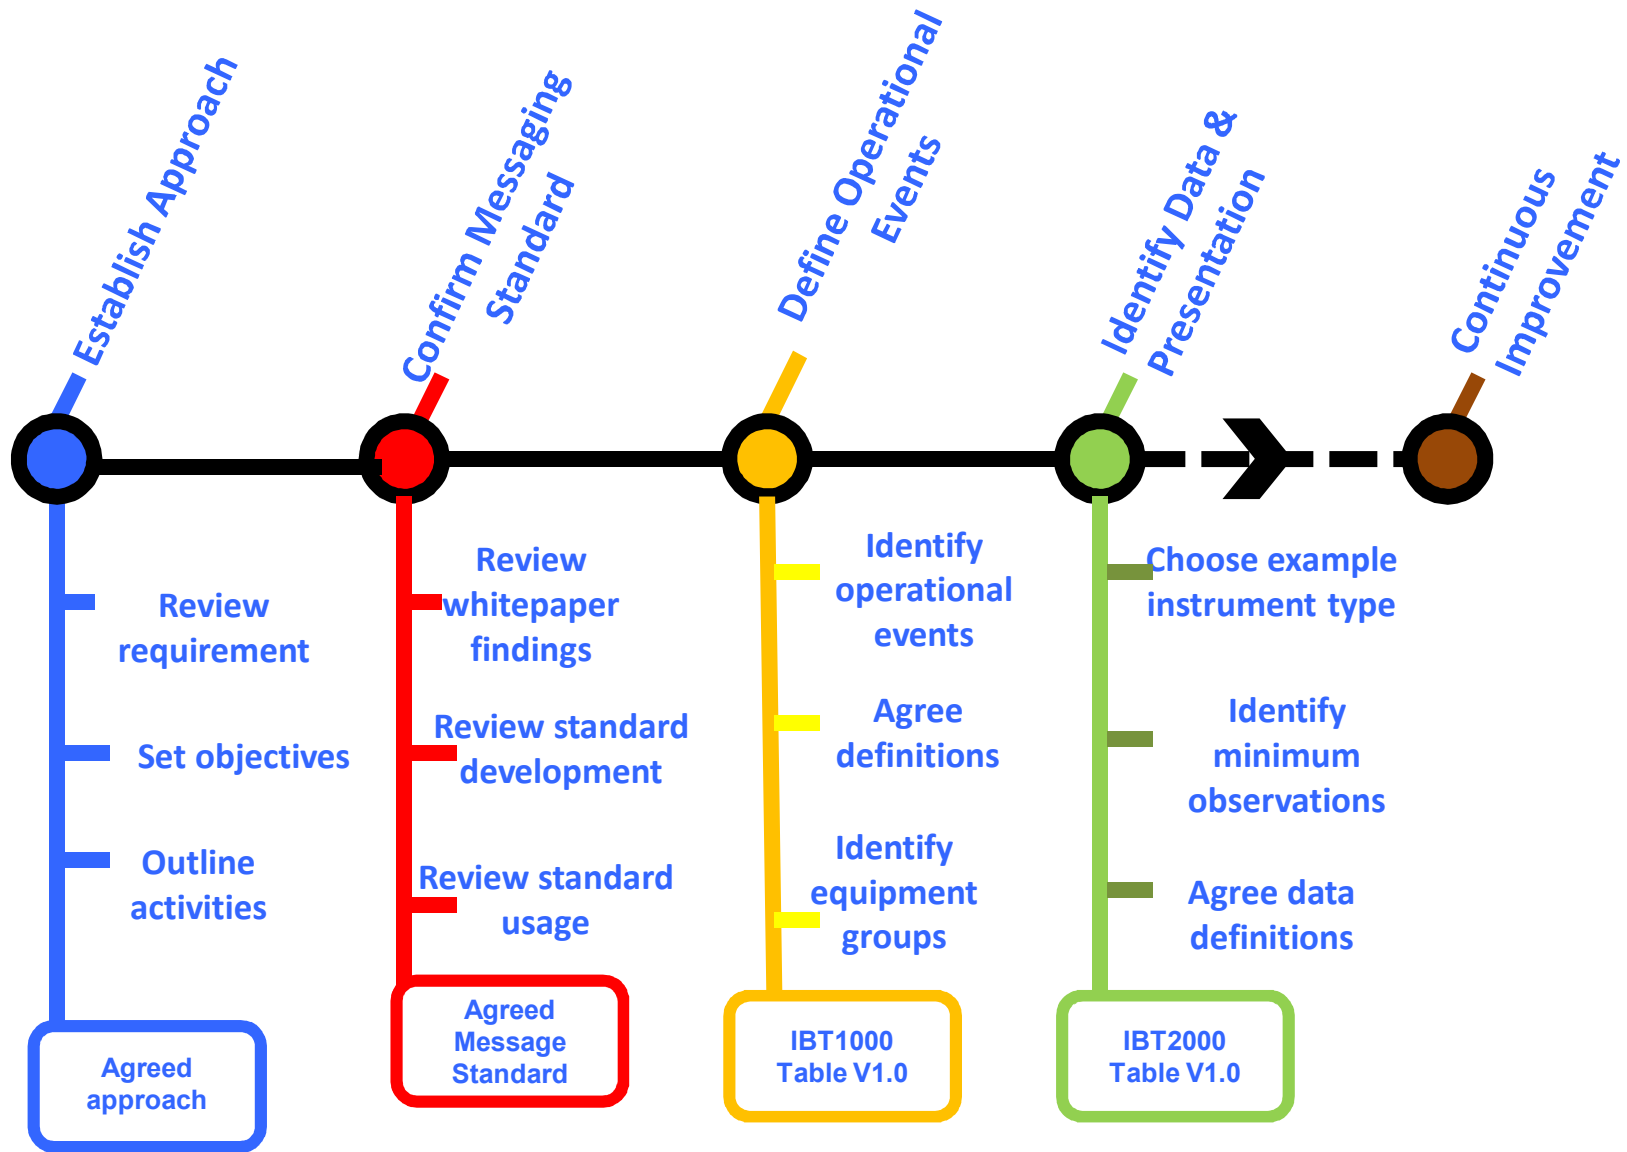 Establish Approach
Confirm Messaging
Standard
Define Operational
Events
Identify Data &
Presentation
Continuous
Improvement
Review
requirement
Set objectives
Outline
activities
Agreed
approach
Review
whitepaper
findings
Review standard
development
Review standard
usage
Agreed
Message
Standard
Identify
operational
events
Agree
definitions
Identify
equipment
groups
IBT1000
Table V1.0
Choose example
instrument type
Identify
minimum
observations
Agree data
definitions
IBT2000
Table V1.0